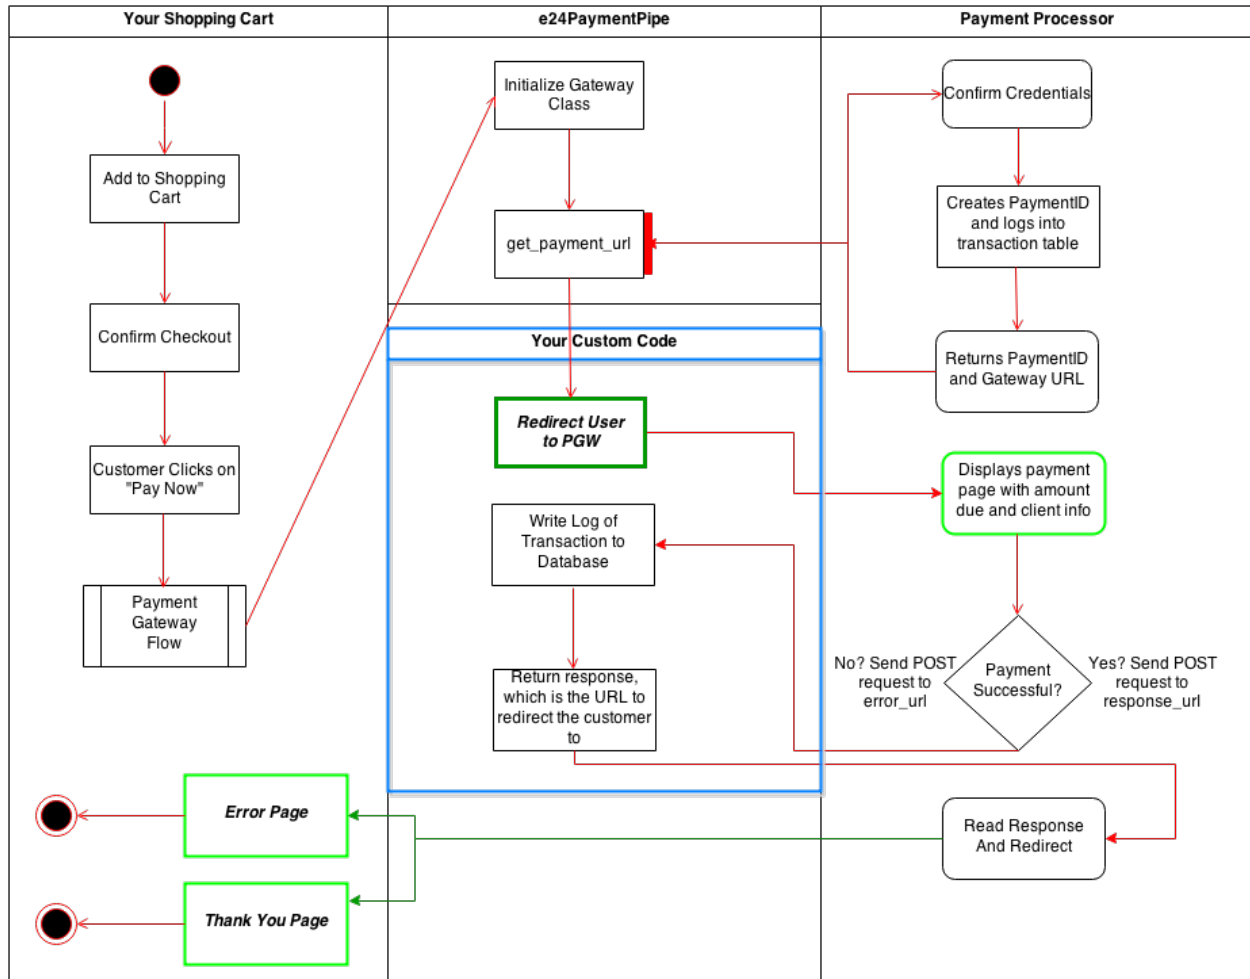 Your Shopping Cart
e24PaymentPipe
Payment Processor
Add to Shopping
Cart
Confirm Checkout
Customer Clicks on
"Pay Now"
Payment
Gateway
Flow
Error Page
Thank You Page
Initialize Gateway
Class
get_payment_url
Your Custom Code
Redirect User
to PGW
Write Log of
Transaction to
Database
Return response,
which is the URL to
redirect the customer
to
Confirm Credentials
Creates PaymentID
and logs into
transaction table
Returns PaymentID
and Gateway URL
Displays payment
page with amount
due and client info
No? Send POST
request to
error_url
Payment
Successful?
Yes? Send POST
request to
response_url
Read Response
And Redirect